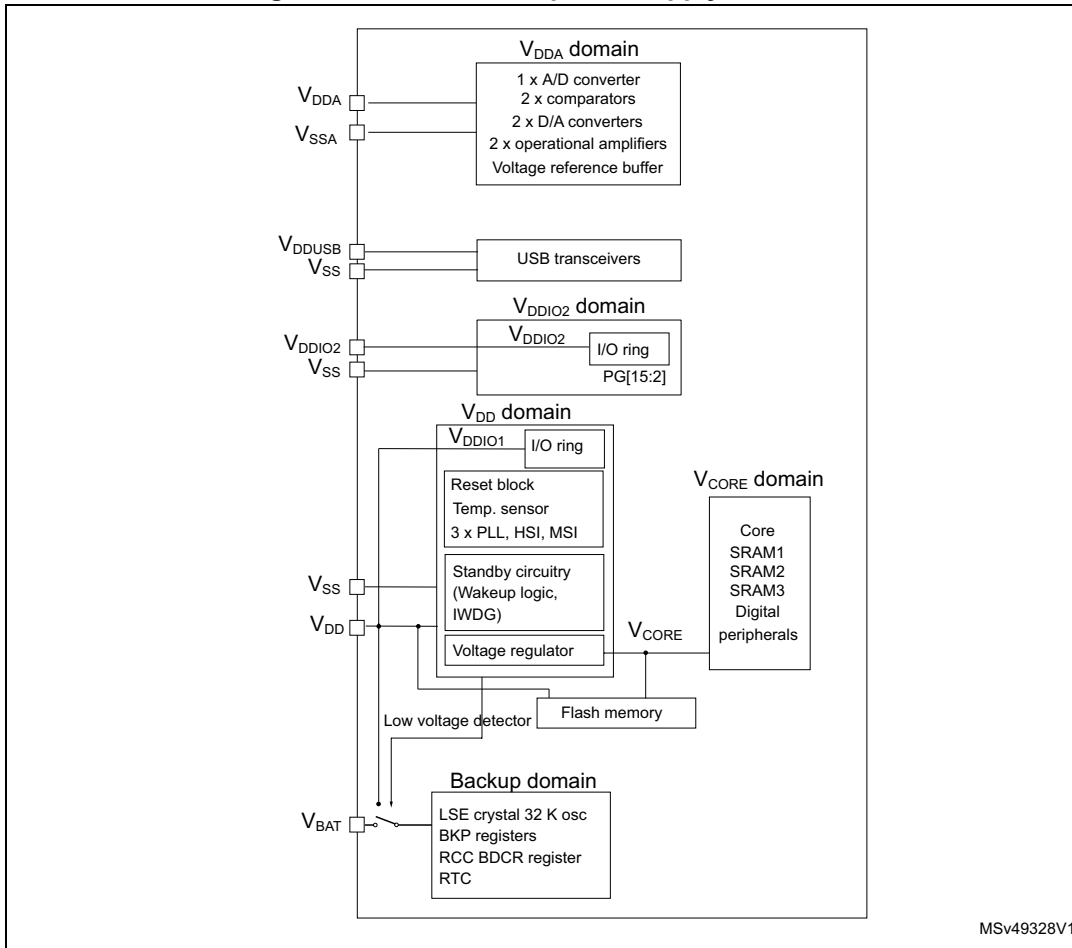 VDDA domain
1 x A/D converter
2 x comparators
2 x D/A converters
2 x operational amplifiers
Voltage reference buffer
VDDA
VSSA
VDDUSB
VSS
USB transceivers
VDDIO2 domain
VDDIO2
VDDIO2
VSS
I/O ring
PG[15:2]
VDD domain
VDDIO1
I/O ring
Reset block
Temp. sensor
3 x PLL, HSI, MSI
Standby circuitry
(Wakeup logic,
IWDG)
Voltage regulator
VSS
VDD
VCORE
VCORE domain
Core
SRAM1
SRAM2
SRAM3
Digital
peripherals
Flash memory
Low voltage detector
Backup domain
LSE crystal 32 K osc
BKP registers
RCC BDCR register
RTC
VBAT
MSv49328V1